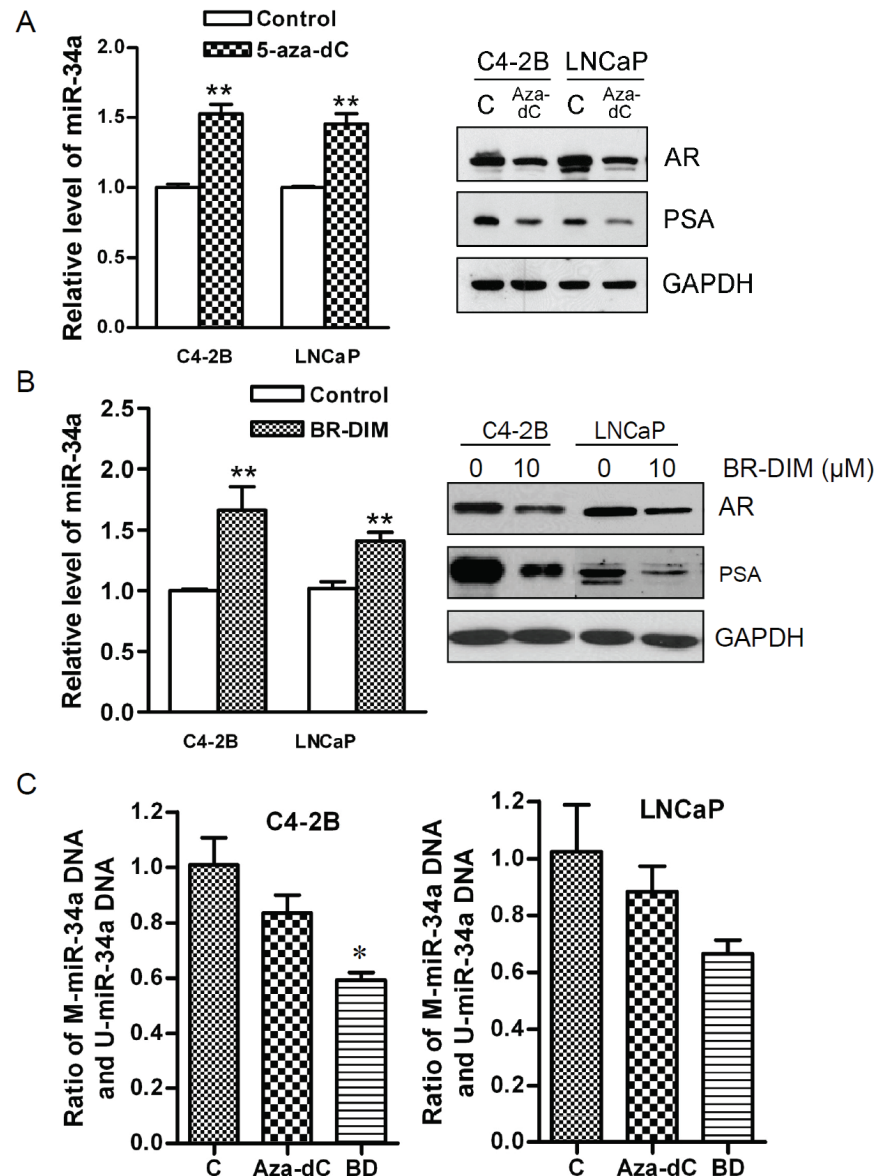 A
Control
5-aza-dC
Relative level of miR-34a
2.0
1.5
1.0
0.5
0.0
**
**
C4-2B
LNCaP
C4-2B LNCaP
C Aza-dC C Aza-dC
AR
PSA
GAPDH
B
Control
BR-DIM
Relative level of miR-34a
2.5
2.0
1.5
1.0
0.5
0.0
**
**
C4-2B
LNCaP
C4-2B LNCaP
0 10 0 10 BR-DIM (µM)
AR
PSA
GAPDH
C
Ratio of M-miR-34a DNA
and U-miR-34a DNA
1.2
1.0
0.8
0.6
0.4
0.2
0.0
C4-2B
*
C Aza-dC BD
Ratio of M-miR-34a DNA
and U-miR-34a DNA
1.2
1.0
0.8
0.6
0.4
0.2
0.0
LNCaP
C Aza-dC BD